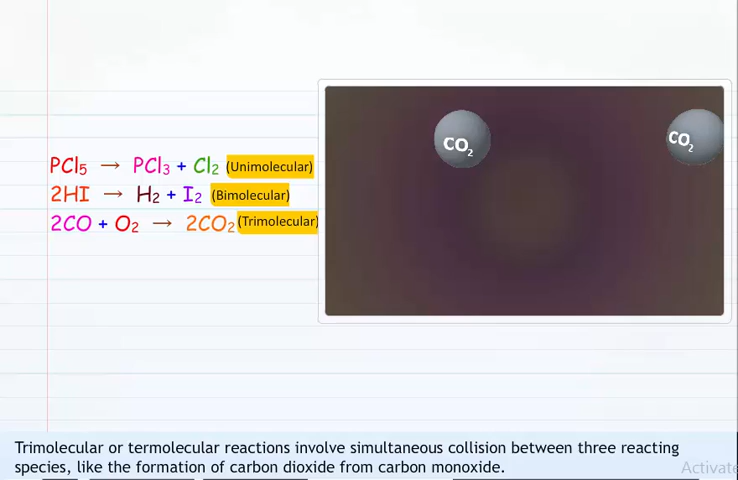 PCl₅ → PCl₃ + Cl₂ (Unimolecular)
2HI → H₂ + I₂ (Bimolecular)
2CO + O₂ → 2CO₂ (Trimolecular)
CO₂
CO₂
Trimolecular or termolecular reactions involve simultaneous collision between three reacting
species, like the formation of carbon dioxide from carbon monoxide.
Activate